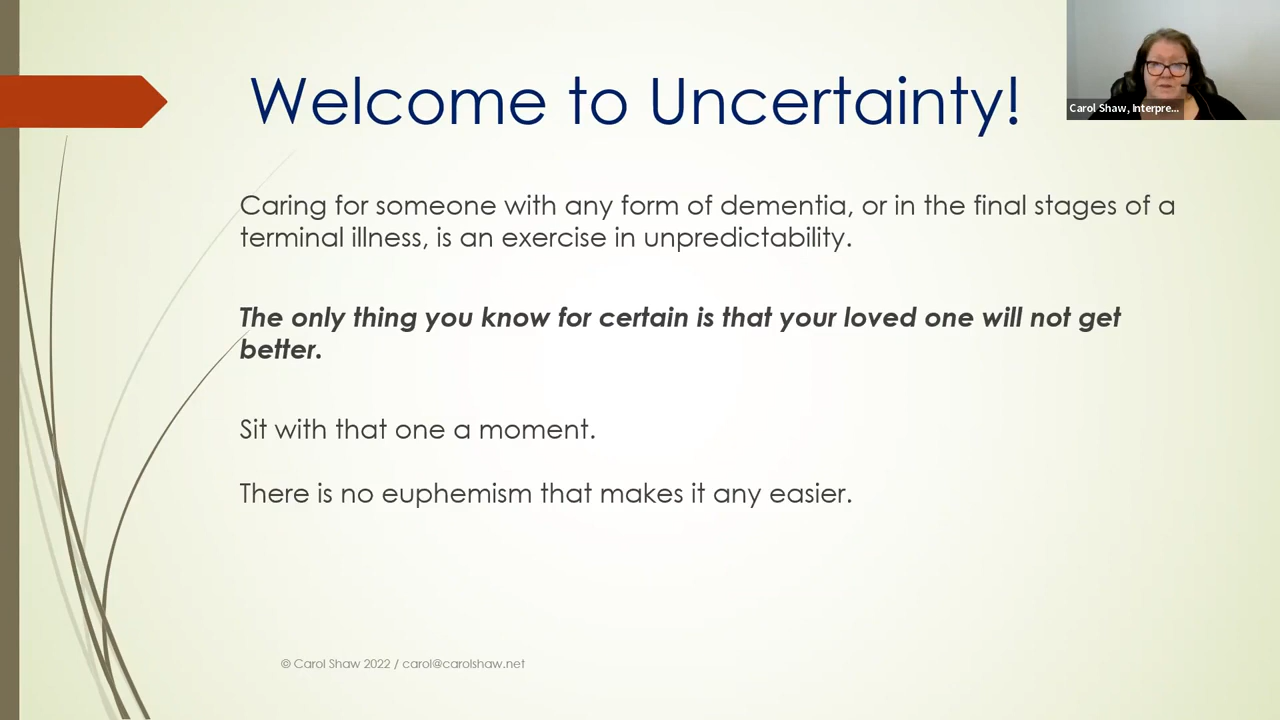 Welcome to Uncertainty!
Carol Shaw, Interpre...
Caring for someone with any form of dementia, or in the final stages of a
terminal illness, is an exercise in unpredictability.
The only thing you know for certain is that your loved one will not get
better.
Sit with that one a moment.
There is no euphemism that makes it any easier.
© Carol Shaw 2022 / carol@carolshaw.net